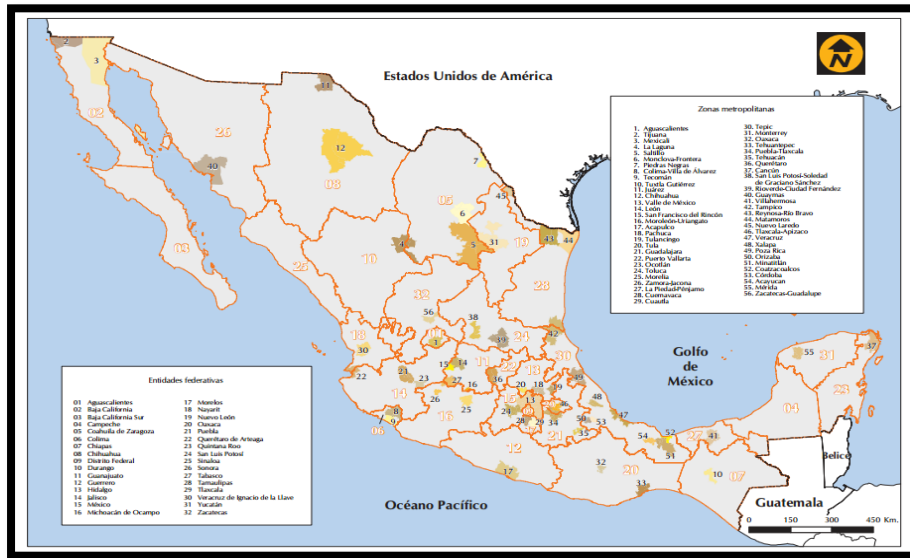 Estados Unidos de América
N
Zonas metropolitanas
1. Aguascalientes
2. Tijuana
3. Mexicali
4. La Laguna
5. Saltillo
6. Monclova-Frontera
7. Piedras Negras
8. Colima-Villa de Álvarez
9. Tecomán
10. Tuxtla Gutiérrez
11. Juárez
12. Chihuahua
13. Valle de México
14. León
15. San Francisco del Rincón
16. Moroleón-Uriangato
17. Acapulco
18. Pachuca
19. Tulancingo
20. Tula
21. Guadalajara
22. Puerto Vallarta
23. Ocotlán
24. Toluca
25. Morelia
26. Zamora-Jacona
27. La Piedad-Pénjamo
28. Cuernavaca
29. Cuautla
30. Tepic
31. Monterrey
32. Oaxaca
33. Tehuantepec
34. Puebla-Tlaxcala
35. Tehuacán
36. Querétaro
37. Cancún
38. San Luis Potosí-Soledad
de Graciano Sánchez
39. Rioverde-Ciudad Fernández
40. Guaymas
41. Villahermosa
42. Tampico
43. Reynosa-Río Bravo
44. Matamoros
45. Nuevo Laredo
46. Tlaxcala-Apizaco
47. Veracruz
48. Xalapa
49. Poza Rica
50. Orizaba
51. Minatitlán
52. Coatzacoalcos
53. Córdoba
54. Acayucan
55. Mérida
56. Zacatecas-Guadalupe
Golfo
de
México
Entidades federativas
01 Aguascalientes
02 Baja California
03 Baja California Sur
04 Campeche
05 Coahuila de Zaragoza
06 Colima
07 Chiapas
08 Chihuahua
09 Distrito Federal
10 Durango
11 Guanajuato
12 Guerrero
13 Hidalgo
14 Jalisco
15 México
16 Michoacán de Ocampo
17 Morelos
18 Nayarit
19 Nuevo León
20 Oaxaca
21 Puebla
22 Querétaro de Arteaga
23 Quintana Roo
24 San Luis Potosí
25 Sinaloa
26 Sonora
27 Tabasco
28 Tamaulipas
29 Tlaxcala
30 Veracruz de Ignacio de la Llave
31 Yucatán
32 Zacatecas
Océano Pacífico
Belice
Guatemala
0 150 300 450 Km.